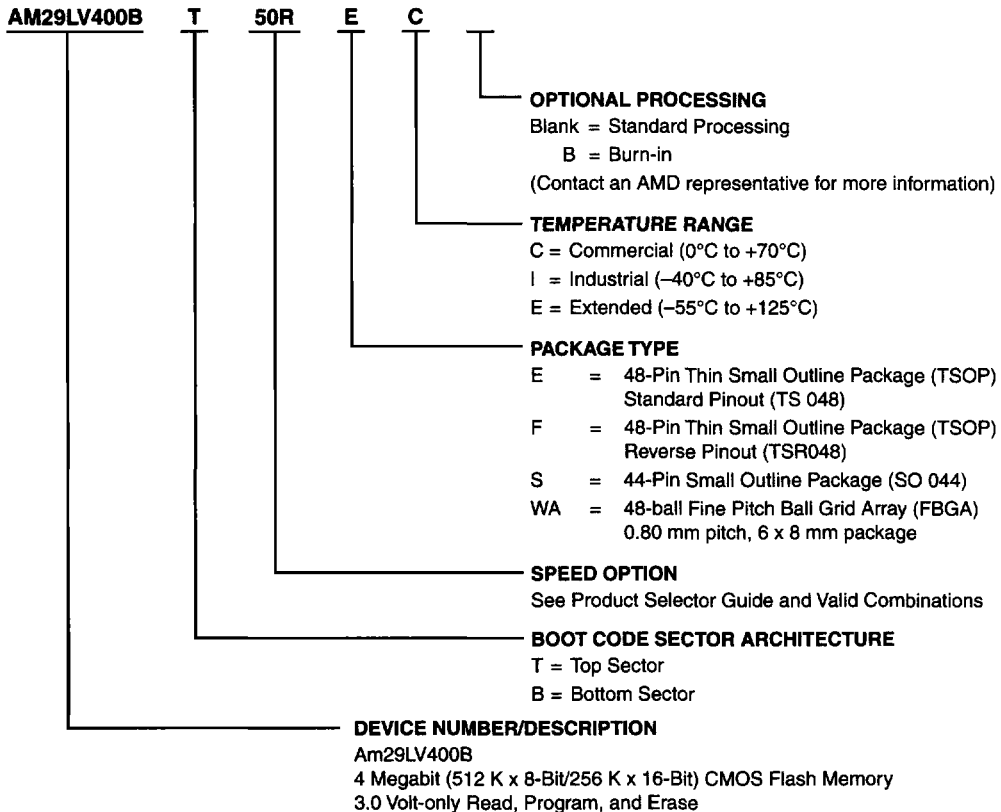 AM29LV400B T 50R E C
OPTIONAL PROCESSING
Blank = Standard Processing
B = Burn-in
(Contact an AMD representative for more information)
TEMPERATURE RANGE
C = Commercial (0°C to +70°C)
I = Industrial (–40°C to +85°C)
E = Extended (–55°C to +125°C)
PACKAGE TYPE
E = 48-Pin Thin Small Outline Package (TSOP)
Standard Pinout (TS 048)
F = 48-Pin Thin Small Outline Package (TSOP)
Reverse Pinout (TSR048)
S = 44-Pin Small Outline Package (SO 044)
WA = 48-ball Fine Pitch Ball Grid Array (FBGA)
0.80 mm pitch, 6 x 8 mm package
SPEED OPTION
See Product Selector Guide and Valid Combinations
BOOT CODE SECTOR ARCHITECTURE
T = Top Sector
B = Bottom Sector
DEVICE NUMBER/DESCRIPTION
Am29LV400B
4 Megabit (512 K x 8-Bit/256 K x 16-Bit) CMOS Flash Memory
3.0 Volt-only Read, Program, and Erase